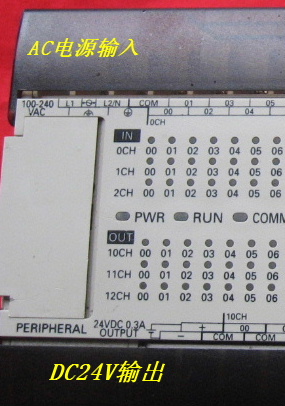 AC电源输入
100-240 L1 L2/N COM 01 03 05
VAC 00 02 04
0CH
IN
0CH 00 01 02 03 04 05 06
1CH 00 01 02 03 04 05 06
2CH 00 01 02 03 04 05 06
PWR RUN COMM
OUT
10CH 00 01 02 03 04 05 06
11CH 00 01 02 03 04 05 06
12CH 00 01 02 03 04 05 06
10CH
PERIPHERAL 24VDC 0.3A OUTPUT + − 00
COM COM
DC24V输出